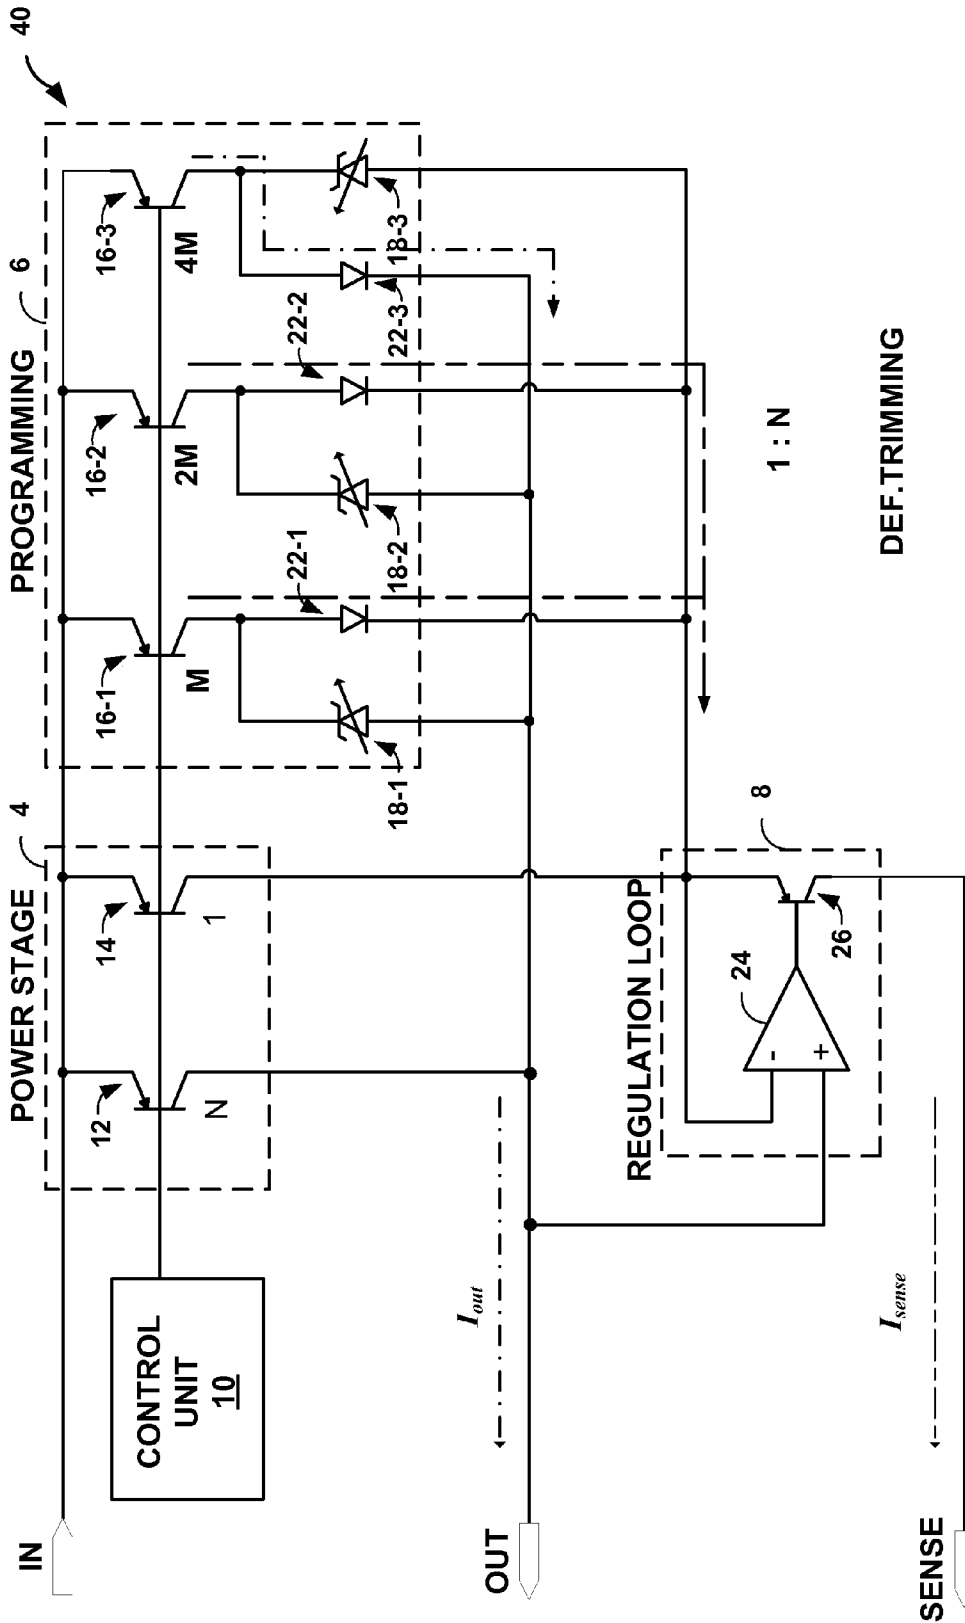 40
POWER STAGE
4
PROGRAMMING
6
IN
12
14
16-1
16-2
16-3
N
1
M
2M
4M
CONTROL
UNIT
10
18-1
22-1
18-2
22-2
22-3
18-3
I_out
OUT
REGULATION LOOP
8
24
-
+
26
1 : N
DEF.TRIMMING
I_sense
SENSE